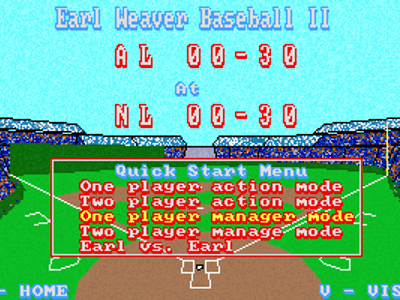 Earl Weaver Baseball II
AL 00-30
At
NL 00-30
Quick Start Menu
One player action mode
Two player action mode
One player manager mode
Two player manage mode
Earl vs. Earl
- HOME
V - VIS